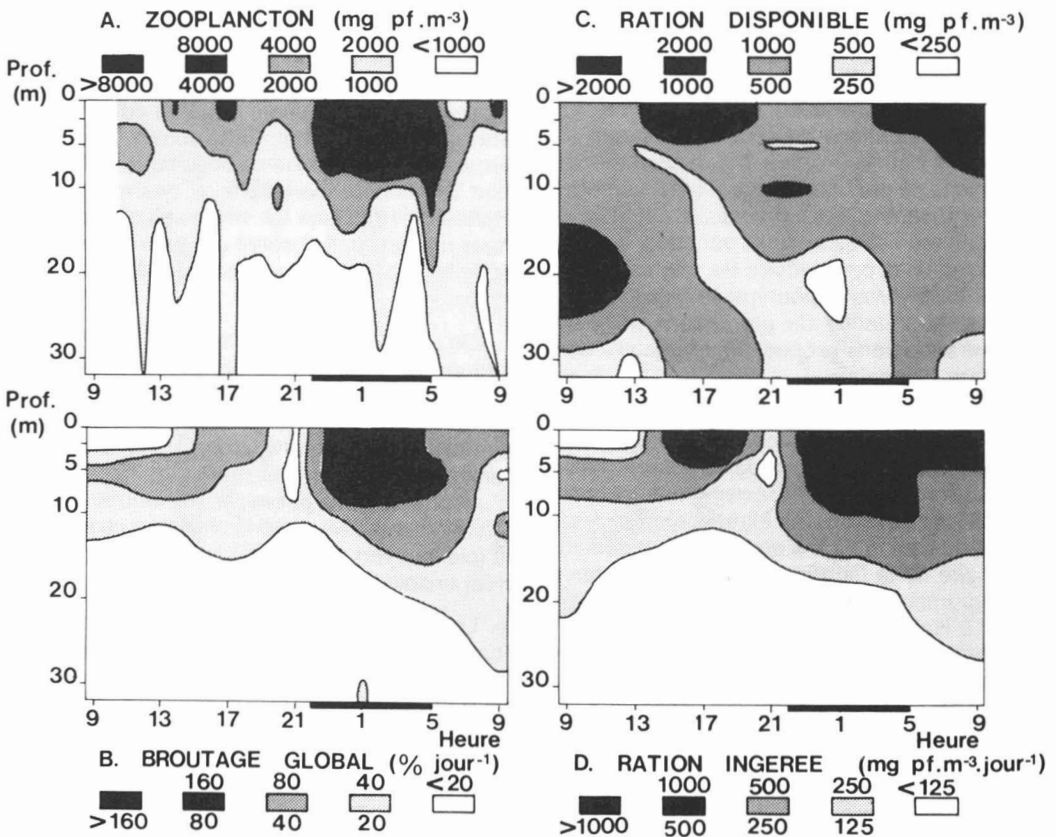 A. ZOOPLANCTON (mg pf.m-3)
8000 4000 2000 <1000
>8000 4000 2000 1000
Prof.
(m)
0
5
10
20
30
9 13 17 21 1 5 9
C. RATION DISPONIBLE (mg pf.m-3)
2000 1000 500 <250
>2000 1000 500 250
0
5
10
20
30
9 13 17 21 1 5 9
Prof.
(m)
0
5
10
20
30
9 13 17 21 1 5 9
Heure
B. BROUTAGE GLOBAL (% jour-1)
160 80 40 <20
>160 80 40 20
0
5
10
20
30
9 13 17 21 1 5 9
Heure
D. RATION INGEREE (mg pf.m-3.jour-1)
1000 500 250 <125
>1000 500 250 125